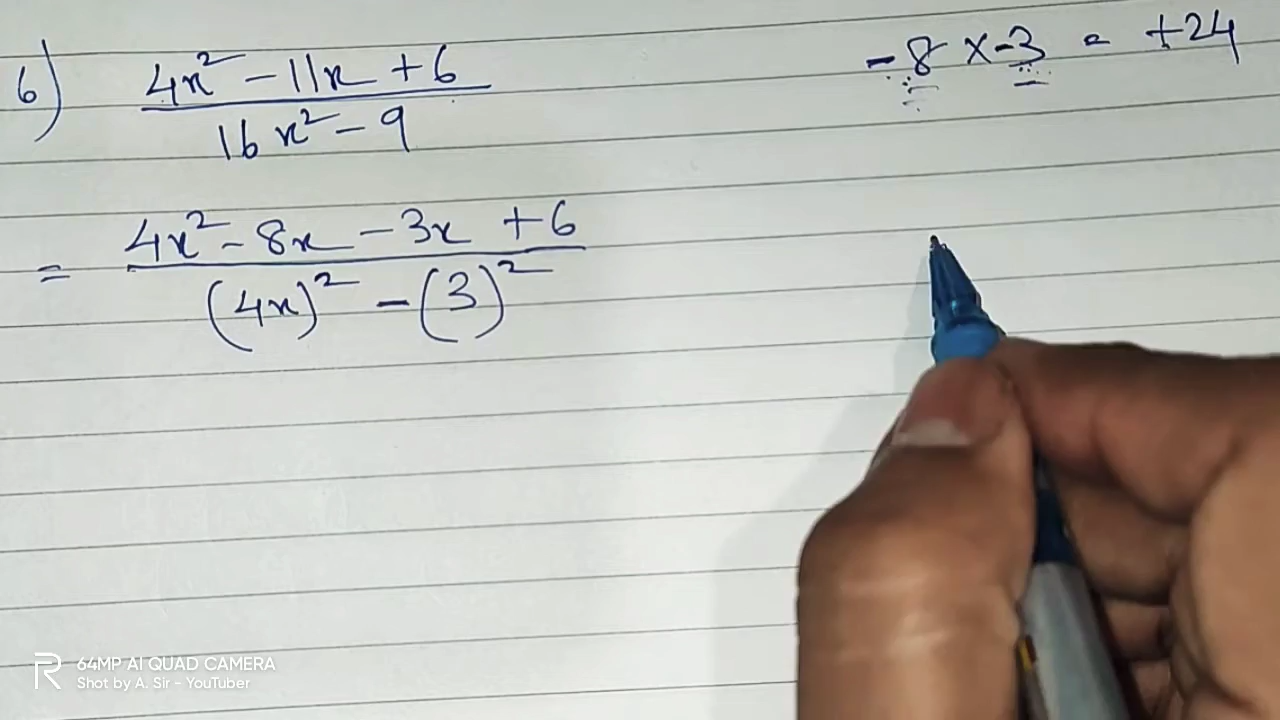 6) (4x² - 11x + 6) / (16x² - 9)
-8 × -3 = +24
= (4x² - 8x - 3x + 6) / ((4x)² - (3)²)
64MP AI QUAD CAMERA
Shot by A. Sir - YouTuber